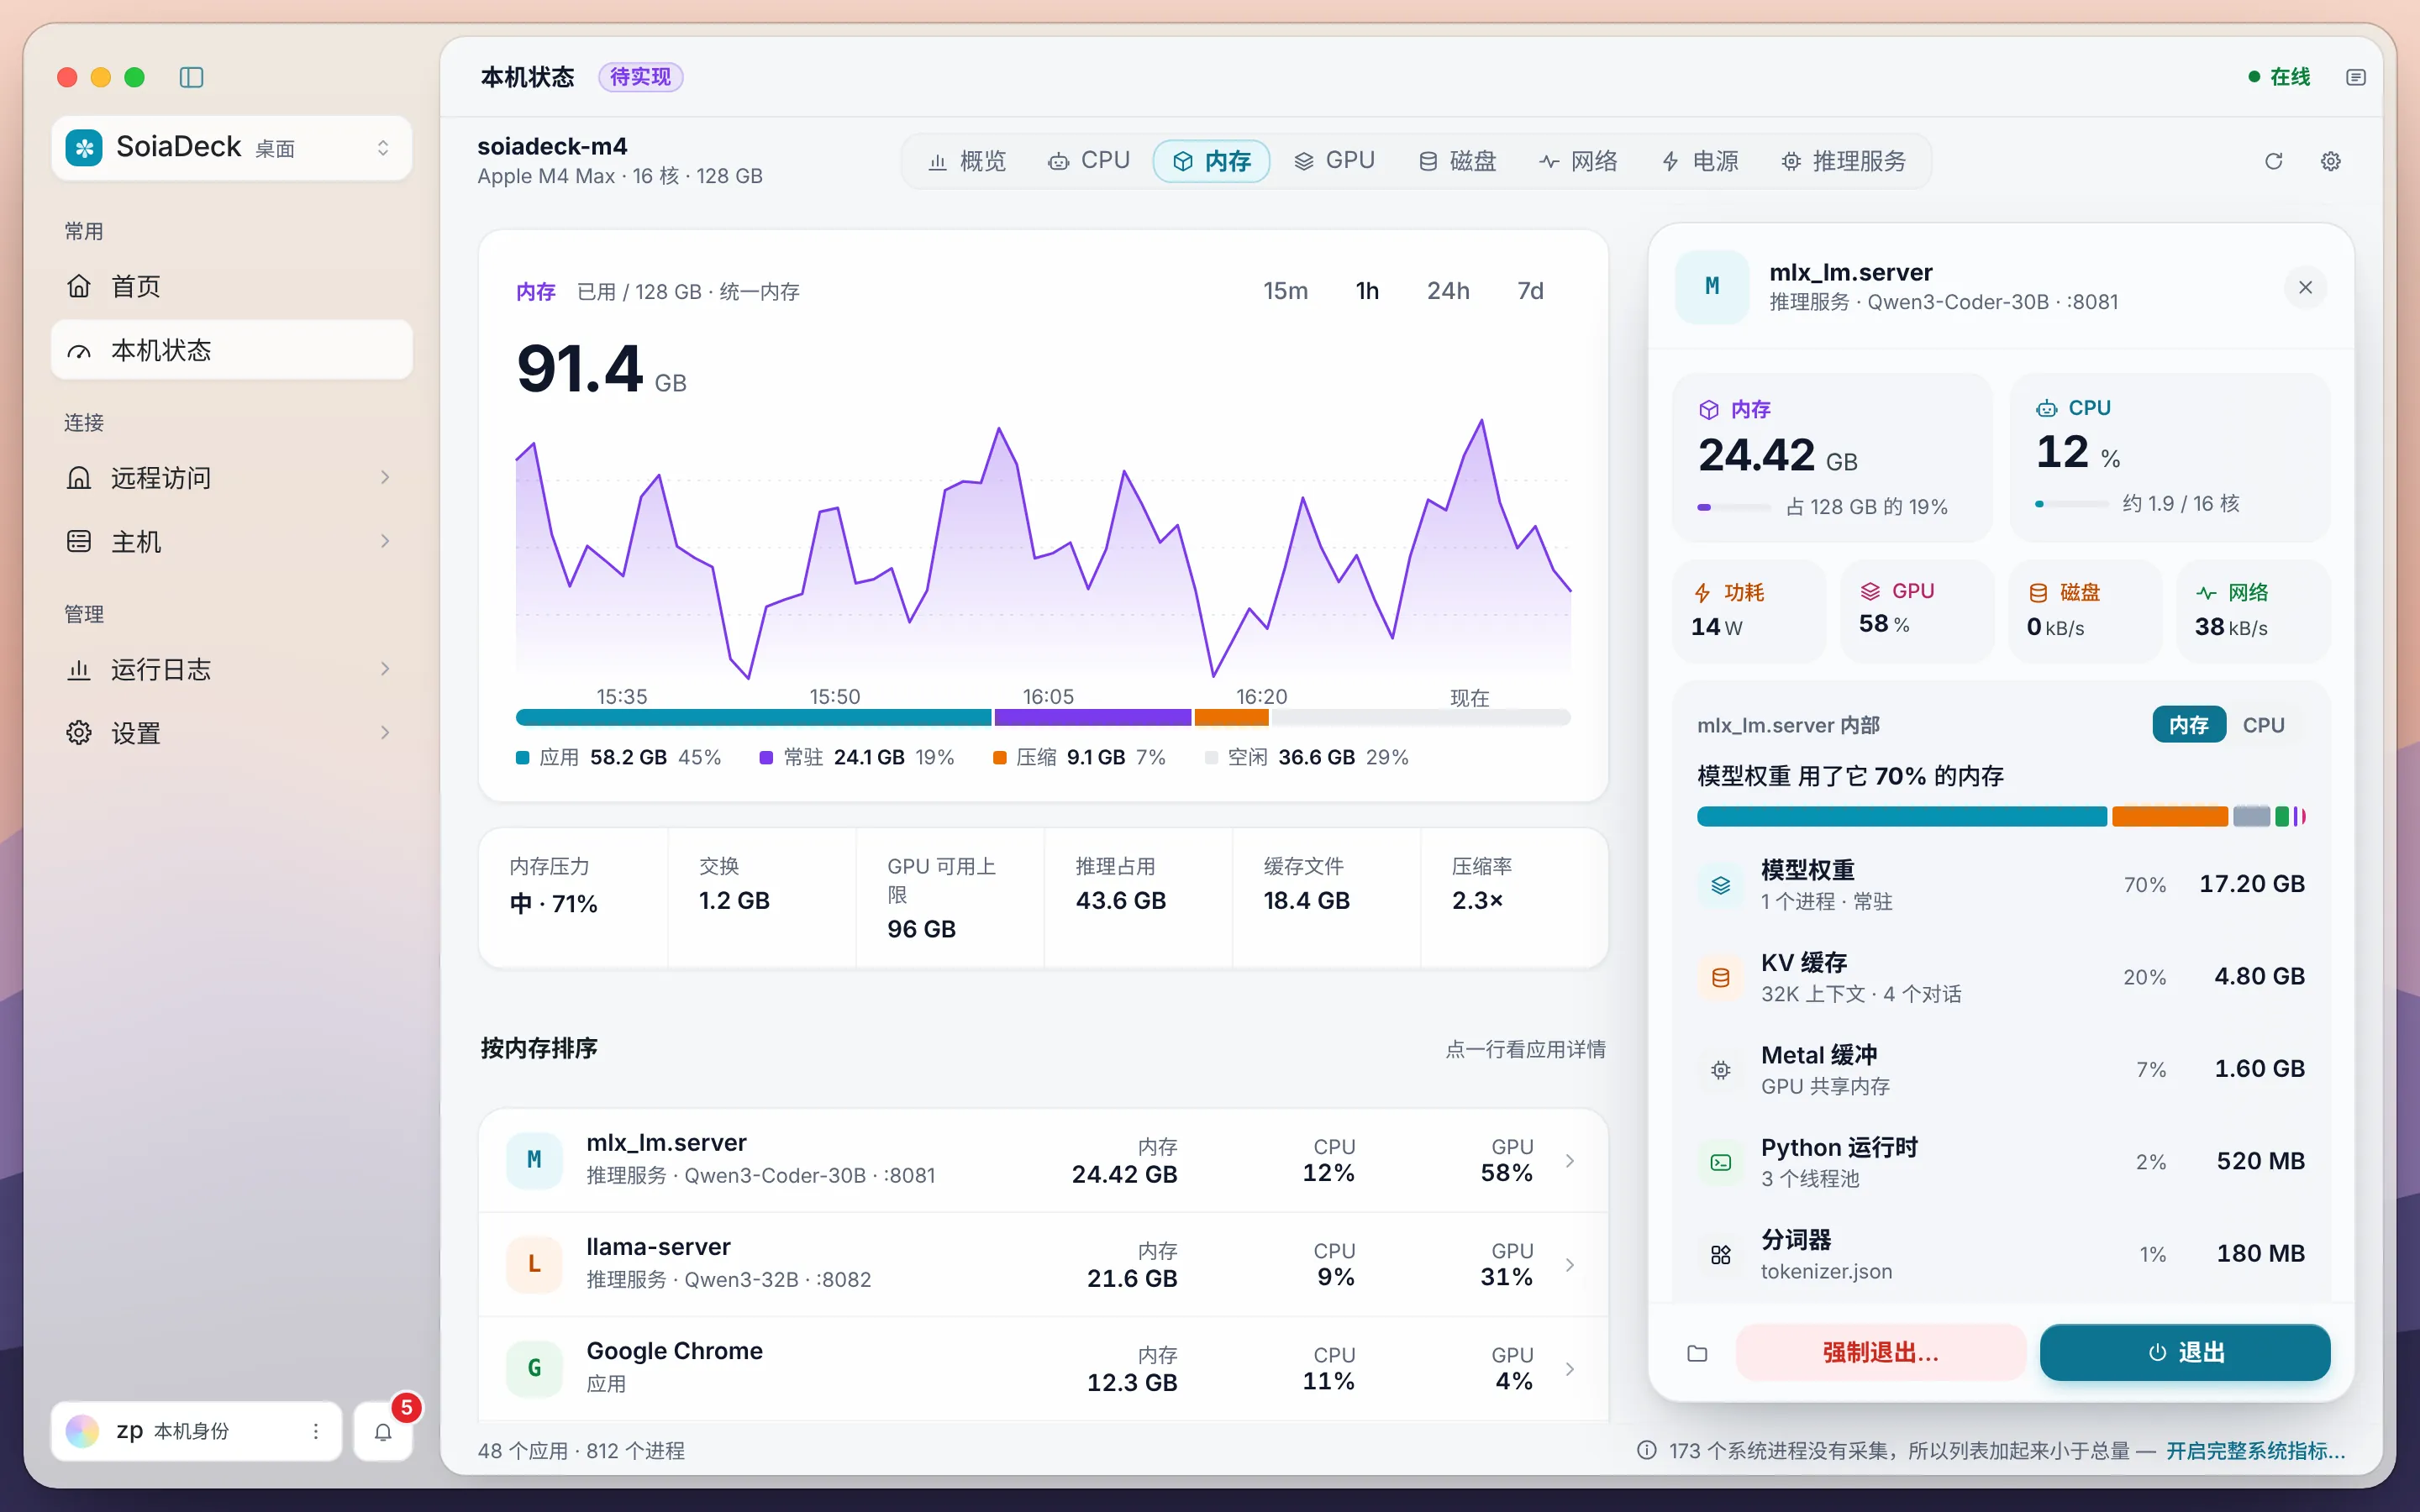 SoiaDeck 桌面
常用
首页
本机状态
连接
远程访问
主机
管理
运行日志
设置
zp 本机身份
5
本机状态 待实现
在线
soiadeck-m4
Apple M4 Max · 16 核 · 128 GB
概览 CPU 内存 GPU 磁盘 网络 电源 推理服务
内存 已用 / 128 GB · 统一内存
15m 1h 24h 7d
91.4 GB
15:35 15:50 16:05 16:20 现在
应用 58.2 GB 45% 常驻 24.1 GB 19% 压缩 9.1 GB 7% 空闲 36.6 GB 29%
内存压力
中 · 71%
交换
1.2 GB
GPU 可用上
限
96 GB
推理占用
43.6 GB
缓存文件
18.4 GB
压缩率
2.3×
按内存排序 点一行看应用详情
M
mlx_lm.server
推理服务 · Qwen3-Coder-30B · :8081
内存
24.42 GB
CPU
12%
GPU
58%
L
llama-server
推理服务 · Qwen3-32B · :8082
内存
21.6 GB
CPU
9%
GPU
31%
G
Google Chrome
应用
内存
12.3 GB
CPU
11%
GPU
4%
48 个应用 · 812 个进程
M
mlx_lm.server
推理服务 · Qwen3-Coder-30B · :8081
内存
24.42 GB
占 128 GB 的 19%
CPU
12 %
约 1.9 / 16 核
功耗
14 W
GPU
58 %
磁盘
0 kB/s
网络
38 kB/s
mlx_lm.server 内部 内存 CPU
模型权重 用了它 70% 的内存
模型权重
1 个进程 · 常驻
70% 17.20 GB
KV 缓存
32K 上下文 · 4 个对话
20% 4.80 GB
Metal 缓冲
GPU 共享内存
7% 1.60 GB
Python 运行时
3 个线程池
2% 520 MB
分词器
tokenizer.json
1% 180 MB
强制退出... 退出
173 个系统进程没有采集，所以列表加起来小于总量 — 开启完整系统指标...